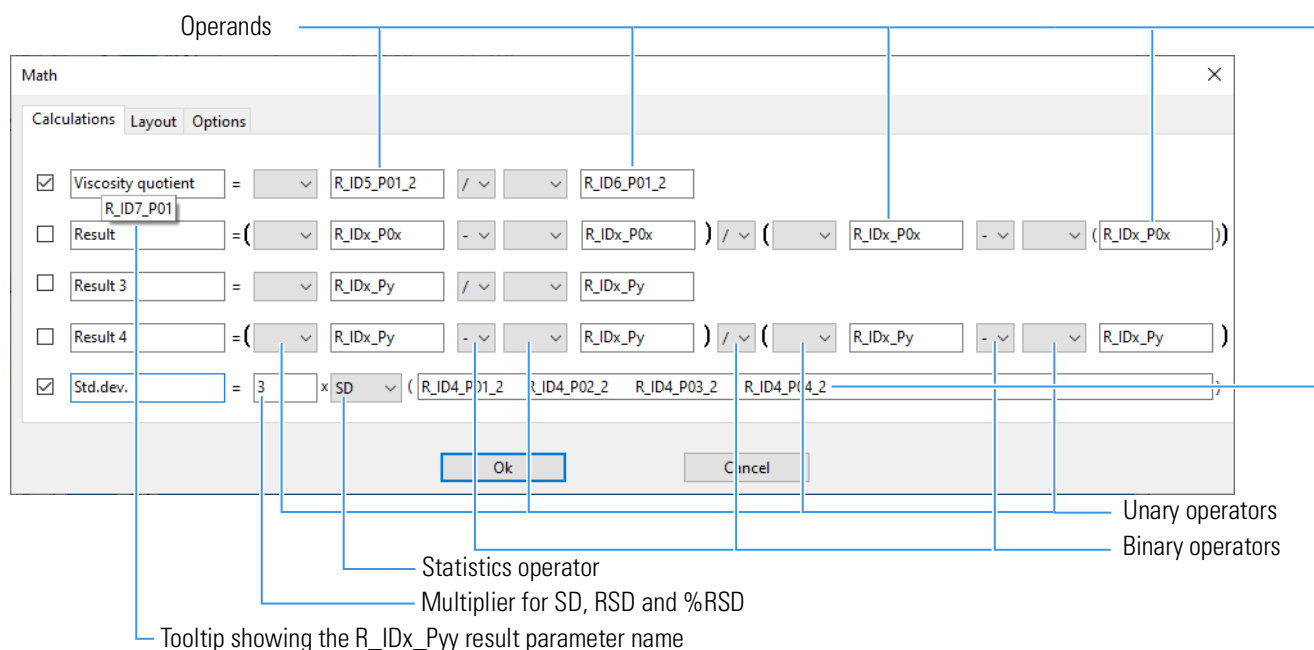 Operands
Math
Calculations Layout Options
Viscosity quotient = R_ID5_P01_2 / R_ID6_P01_2
R_ID7_P01
Result =( R_IDx_P0x - R_IDx_P0x ) / ( R_IDx_P0x - ( R_IDx_P0x ))
Result 3 = R_IDx_Py / R_IDx_Py
Result 4 =( R_IDx_Py - R_IDx_Py ) / ( R_IDx_Py - R_IDx_Py )
Std.dev. = 3 x SD ( R_ID4_P01_2 R_ID4_P02_2 R_ID4_P03_2 R_ID4_P04_2 )
Ok Cancel
Unary operators
Binary operators
Statistics operator
Multiplier for SD, RSD and %RSD
Tooltip showing the R_IDx_Pyy result parameter name